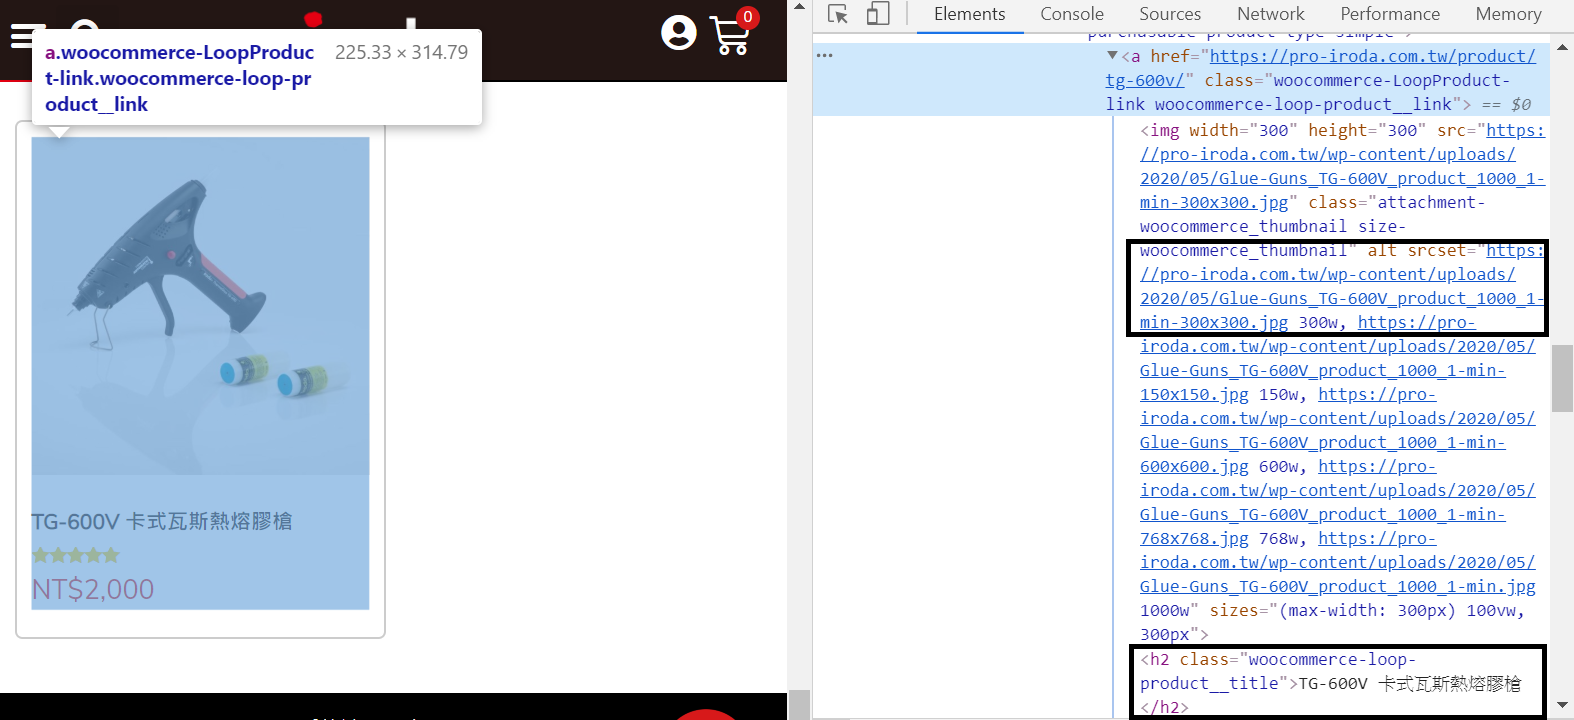 0
a.woocommerce-LoopProduc
t-link.woocommerce-loop-pr
oduct__link
225.33 × 314.79
TG-600V 卡式瓦斯熱熔膠槍
NT$2,000
Elements Console Sources Network Performance Memory
purchasable product-type-simple">
… ▼<a href="https://pro-iroda.com.tw/product/
tg-600v/" class="woocommerce-LoopProduct-
link woocommerce-loop-product__link"> == $0
<img width="300" height="300" src="https:
//pro-iroda.com.tw/wp-content/uploads/
2020/05/Glue-Guns_TG-600V_product_1000_1-
min-300x300.jpg" class="attachment-
woocommerce_thumbnail size-
woocommerce_thumbnail" alt srcset="https:
//pro-iroda.com.tw/wp-content/uploads/
2020/05/Glue-Guns_TG-600V_product_1000_1-
min-300x300.jpg 300w, https://pro-
iroda.com.tw/wp-content/uploads/2020/05/
Glue-Guns_TG-600V_product_1000_1-min-
150x150.jpg 150w, https://pro-
iroda.com.tw/wp-content/uploads/2020/05/
Glue-Guns_TG-600V_product_1000_1-min-
600x600.jpg 600w, https://pro-
iroda.com.tw/wp-content/uploads/2020/05/
Glue-Guns_TG-600V_product_1000_1-min-
768x768.jpg 768w, https://pro-
iroda.com.tw/wp-content/uploads/2020/05/
Glue-Guns_TG-600V_product_1000_1-min.jpg
1000w" sizes="(max-width: 300px) 100vw,
300px">
<h2 class="woocommerce-loop-
product__title">TG-600V 卡式瓦斯熱熔膠槍
</h2>